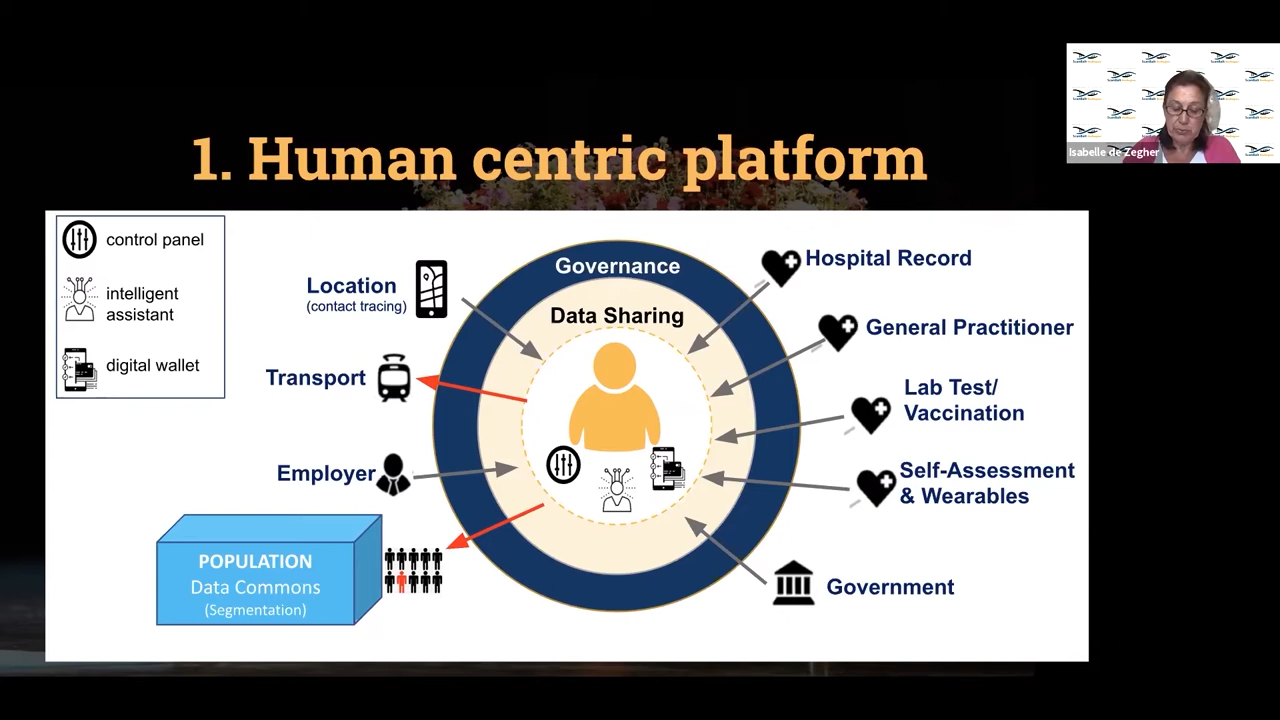 1. Human centric platform
Isabelle de Zegher
control panel
intelligent
assistant
digital wallet
Governance
Data Sharing
Location
(contact tracing)
Transport
Employer
POPULATION
Data Commons
(Segmentation)
Hospital Record
General Practitioner
Lab Test/
Vaccination
Self-Assessment
& Wearables
Government